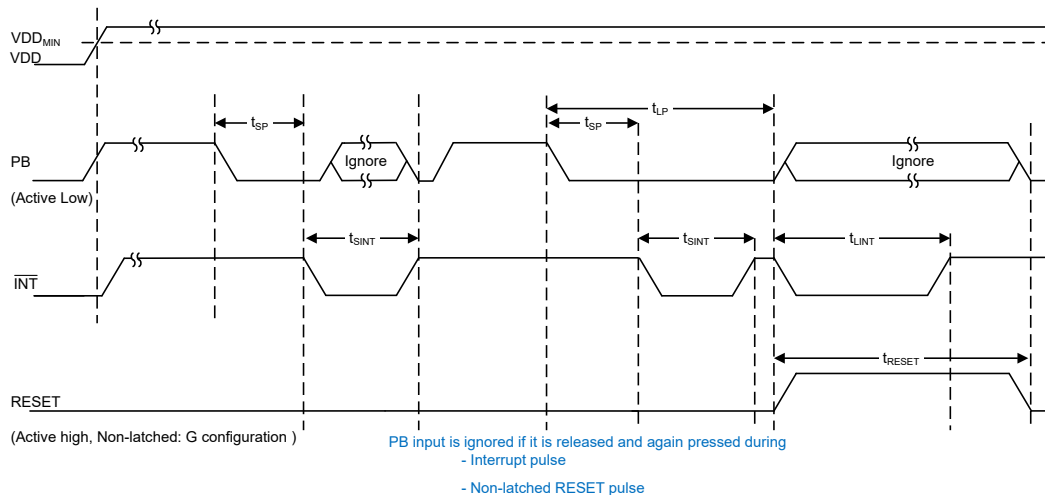 VDDMIN
VDD
tLP
tSP
tSP
PB
Ignore
Ignore
(Active Low)
tSINT
tSINT
tLINT
INT
tRESET
RESET
(Active high, Non-latched: G configuration )
PB input is ignored if it is released and again pressed during
- Interrupt pulse
- Non-latched RESET pulse